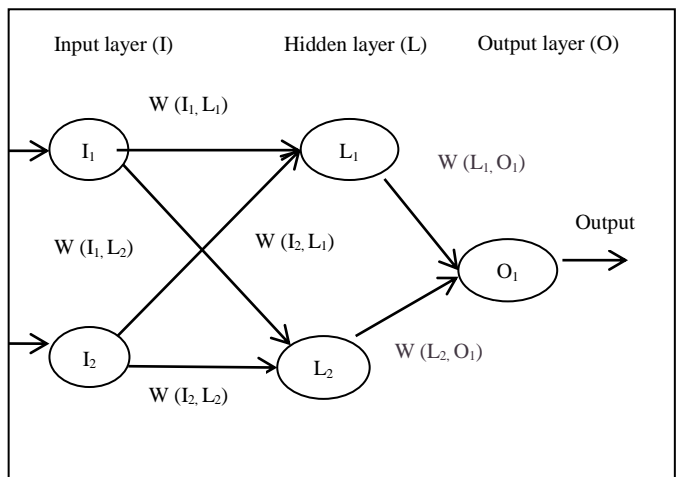 Input layer (I)
Hidden layer (L)
Output layer (O)
W (I₁, L₁)
I₁
L₁
W (L₁, O₁)
Output
W (I₁, L₂)
W (I₂, L₁)
O₁
I₂
L₂
W (L₂, O₁)
W (I₂, L₂)